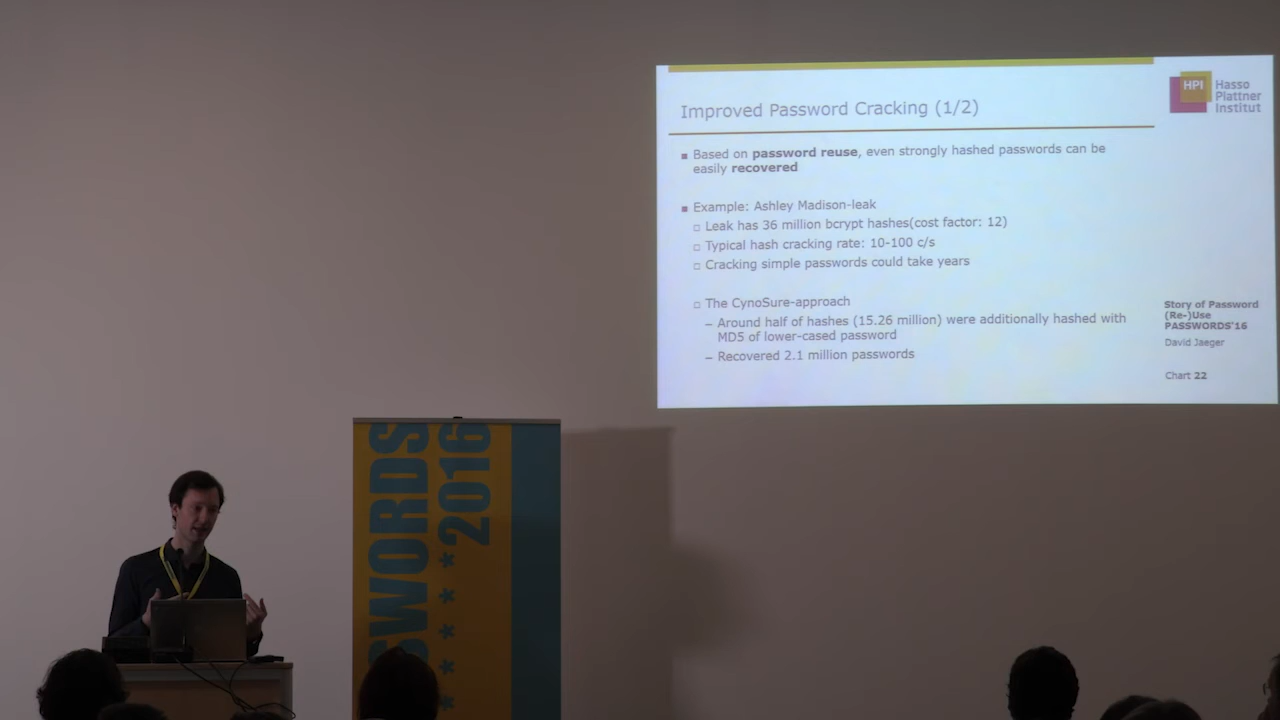 Improved Password Cracking (1/2)
HPI Hasso
Plattner
Institut
▪ Based on password reuse, even strongly hashed passwords can be
easily recovered
▪ Example: Ashley Madison-leak
▫ Leak has 36 million bcrypt hashes(cost factor: 12)
▫ Typical hash cracking rate: 10-100 c/s
▫ Cracking simple passwords could take years
▫ The CynoSure-approach
– Around half of hashes (15.26 million) were additionally hashed with
MD5 of lower-cased password
– Recovered 2.1 million passwords
Story of Password
(Re-)Use
PASSWORDS'16
David Jaeger
Chart 22
SWORDS
*****2016